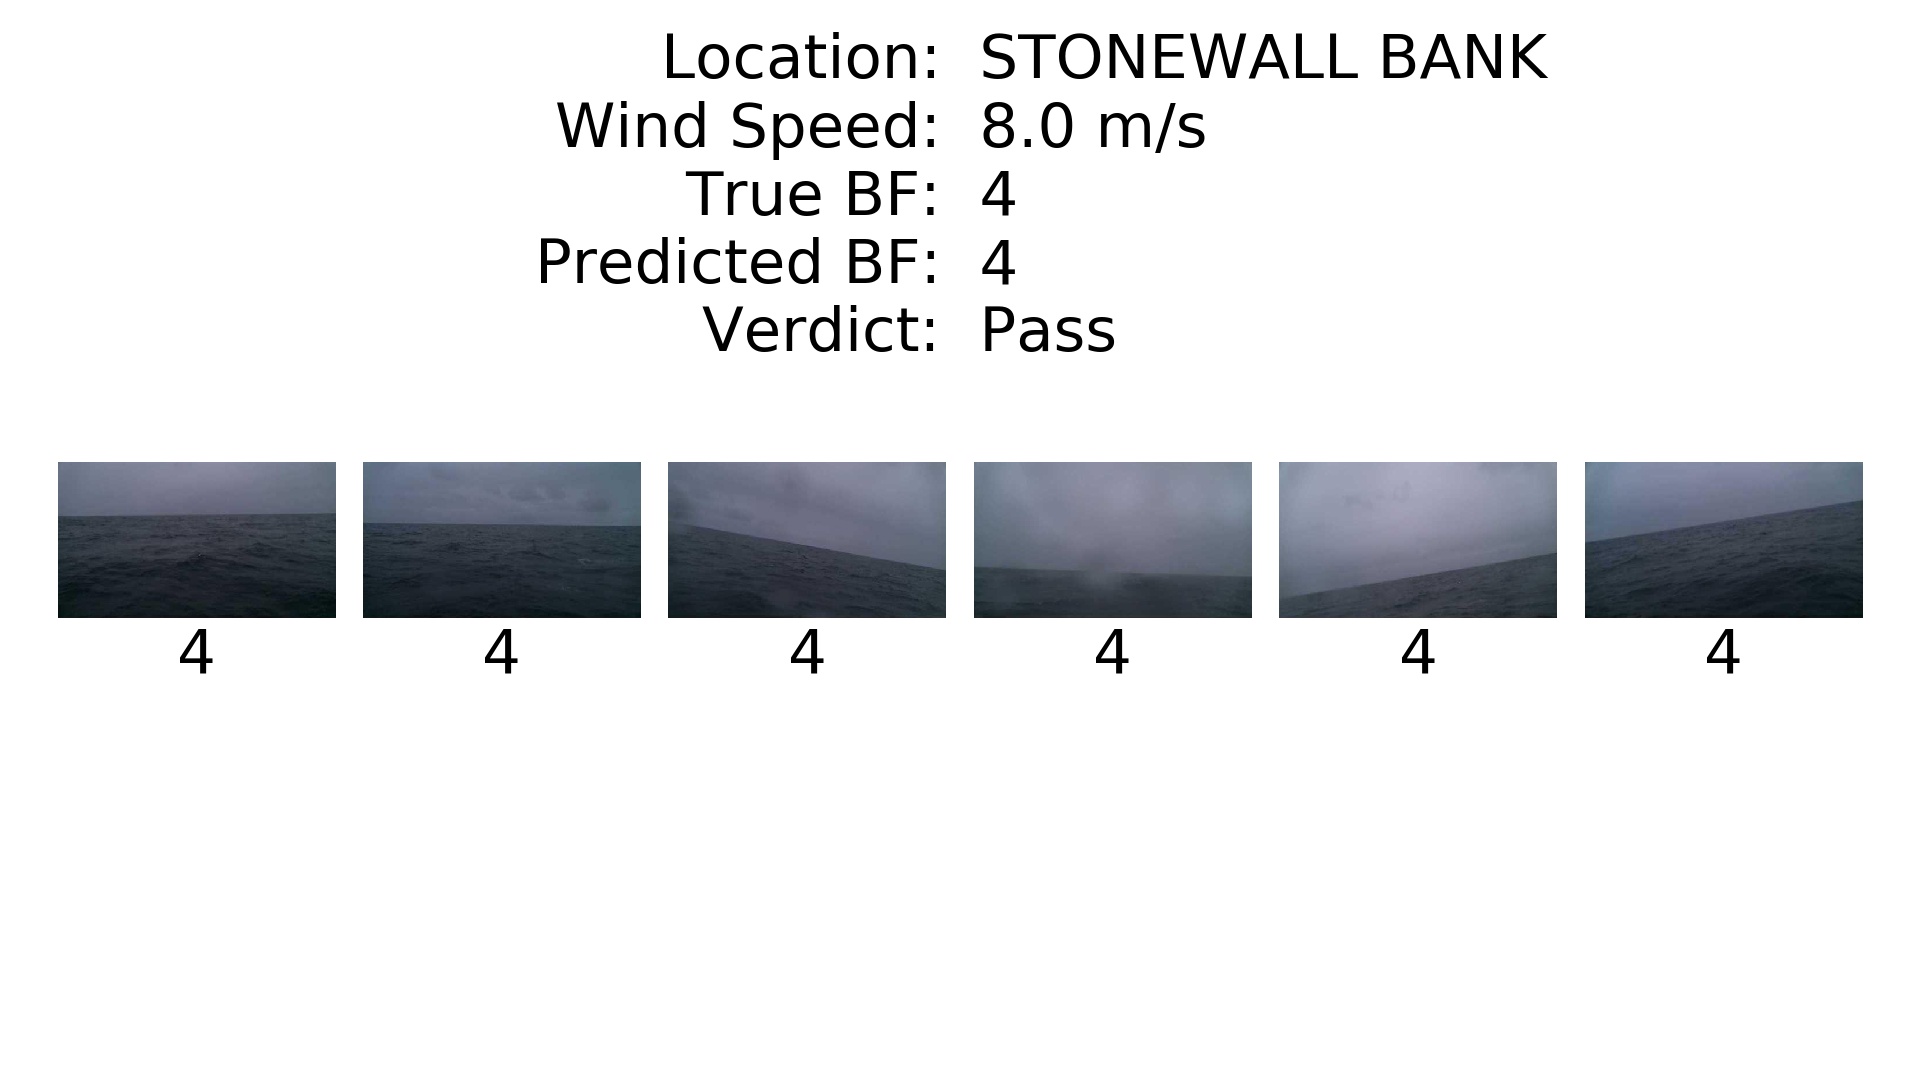 Location: STONEWALL BANK
Wind Speed: 8.0 m/s
True BF: 4
Predicted BF: 4
Verdict: Pass
4 4 4 4 4 4